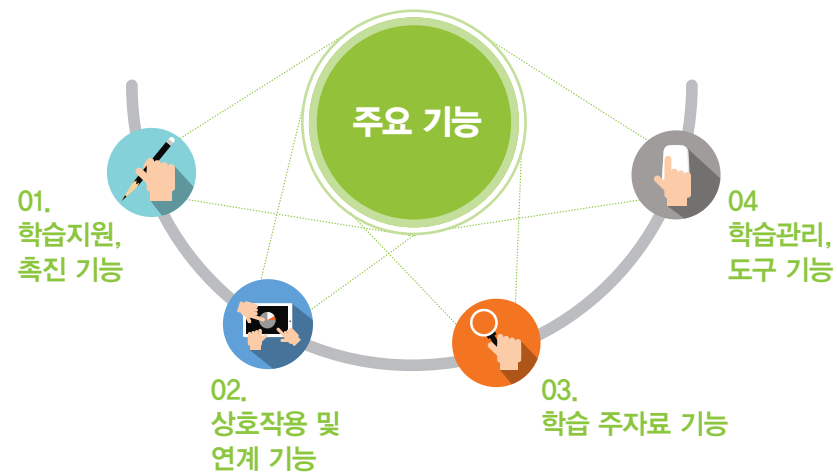 주요 기능
01.
학습지원,
촉진 기능
02.
상호작용 및
연계 기능
03.
학습 주자료 기능
04
학습관리,
도구 기능